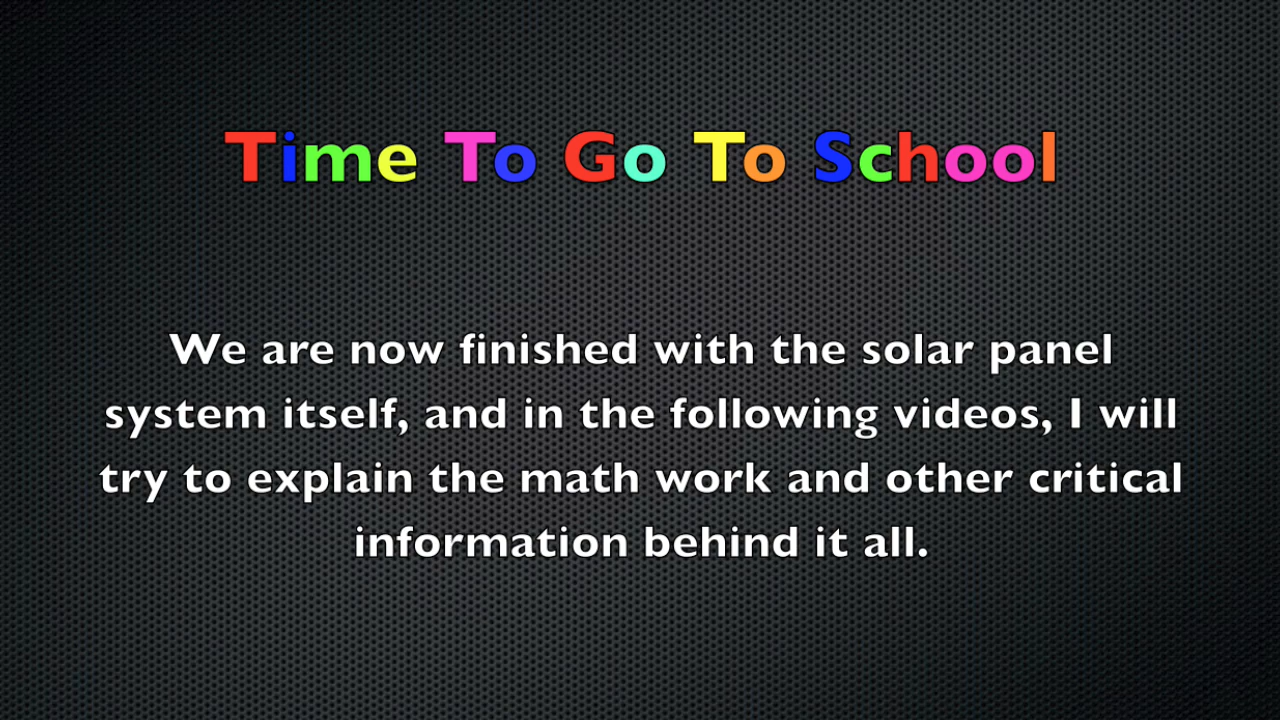 Time To Go To School
We are now finished with the solar panel
system itself, and in the following videos, I will
try to explain the math work and other critical
information behind it all.